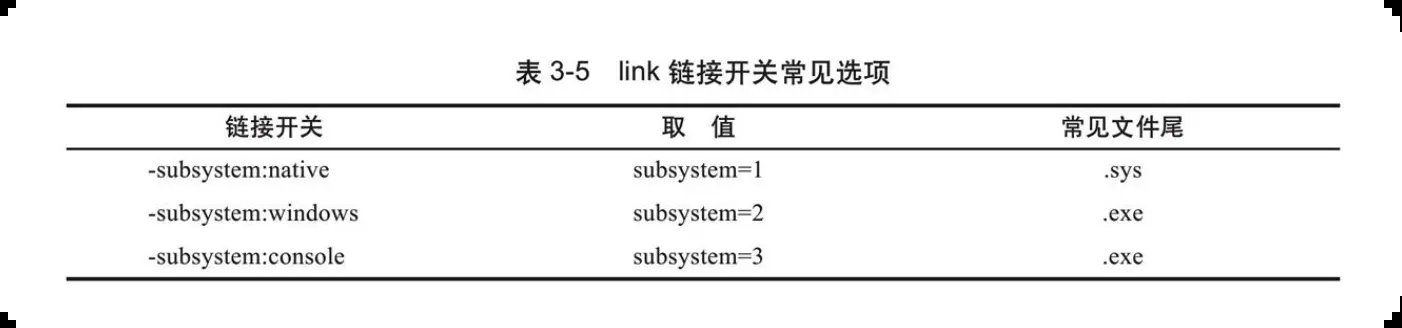 表 3-5 link 链接开关常见选项
链接开关 取 值 常见文件尾
-subsystem:native subsystem=1 .sys
-subsystem:windows subsystem=2 .exe
-subsystem:console subsystem=3 .exe